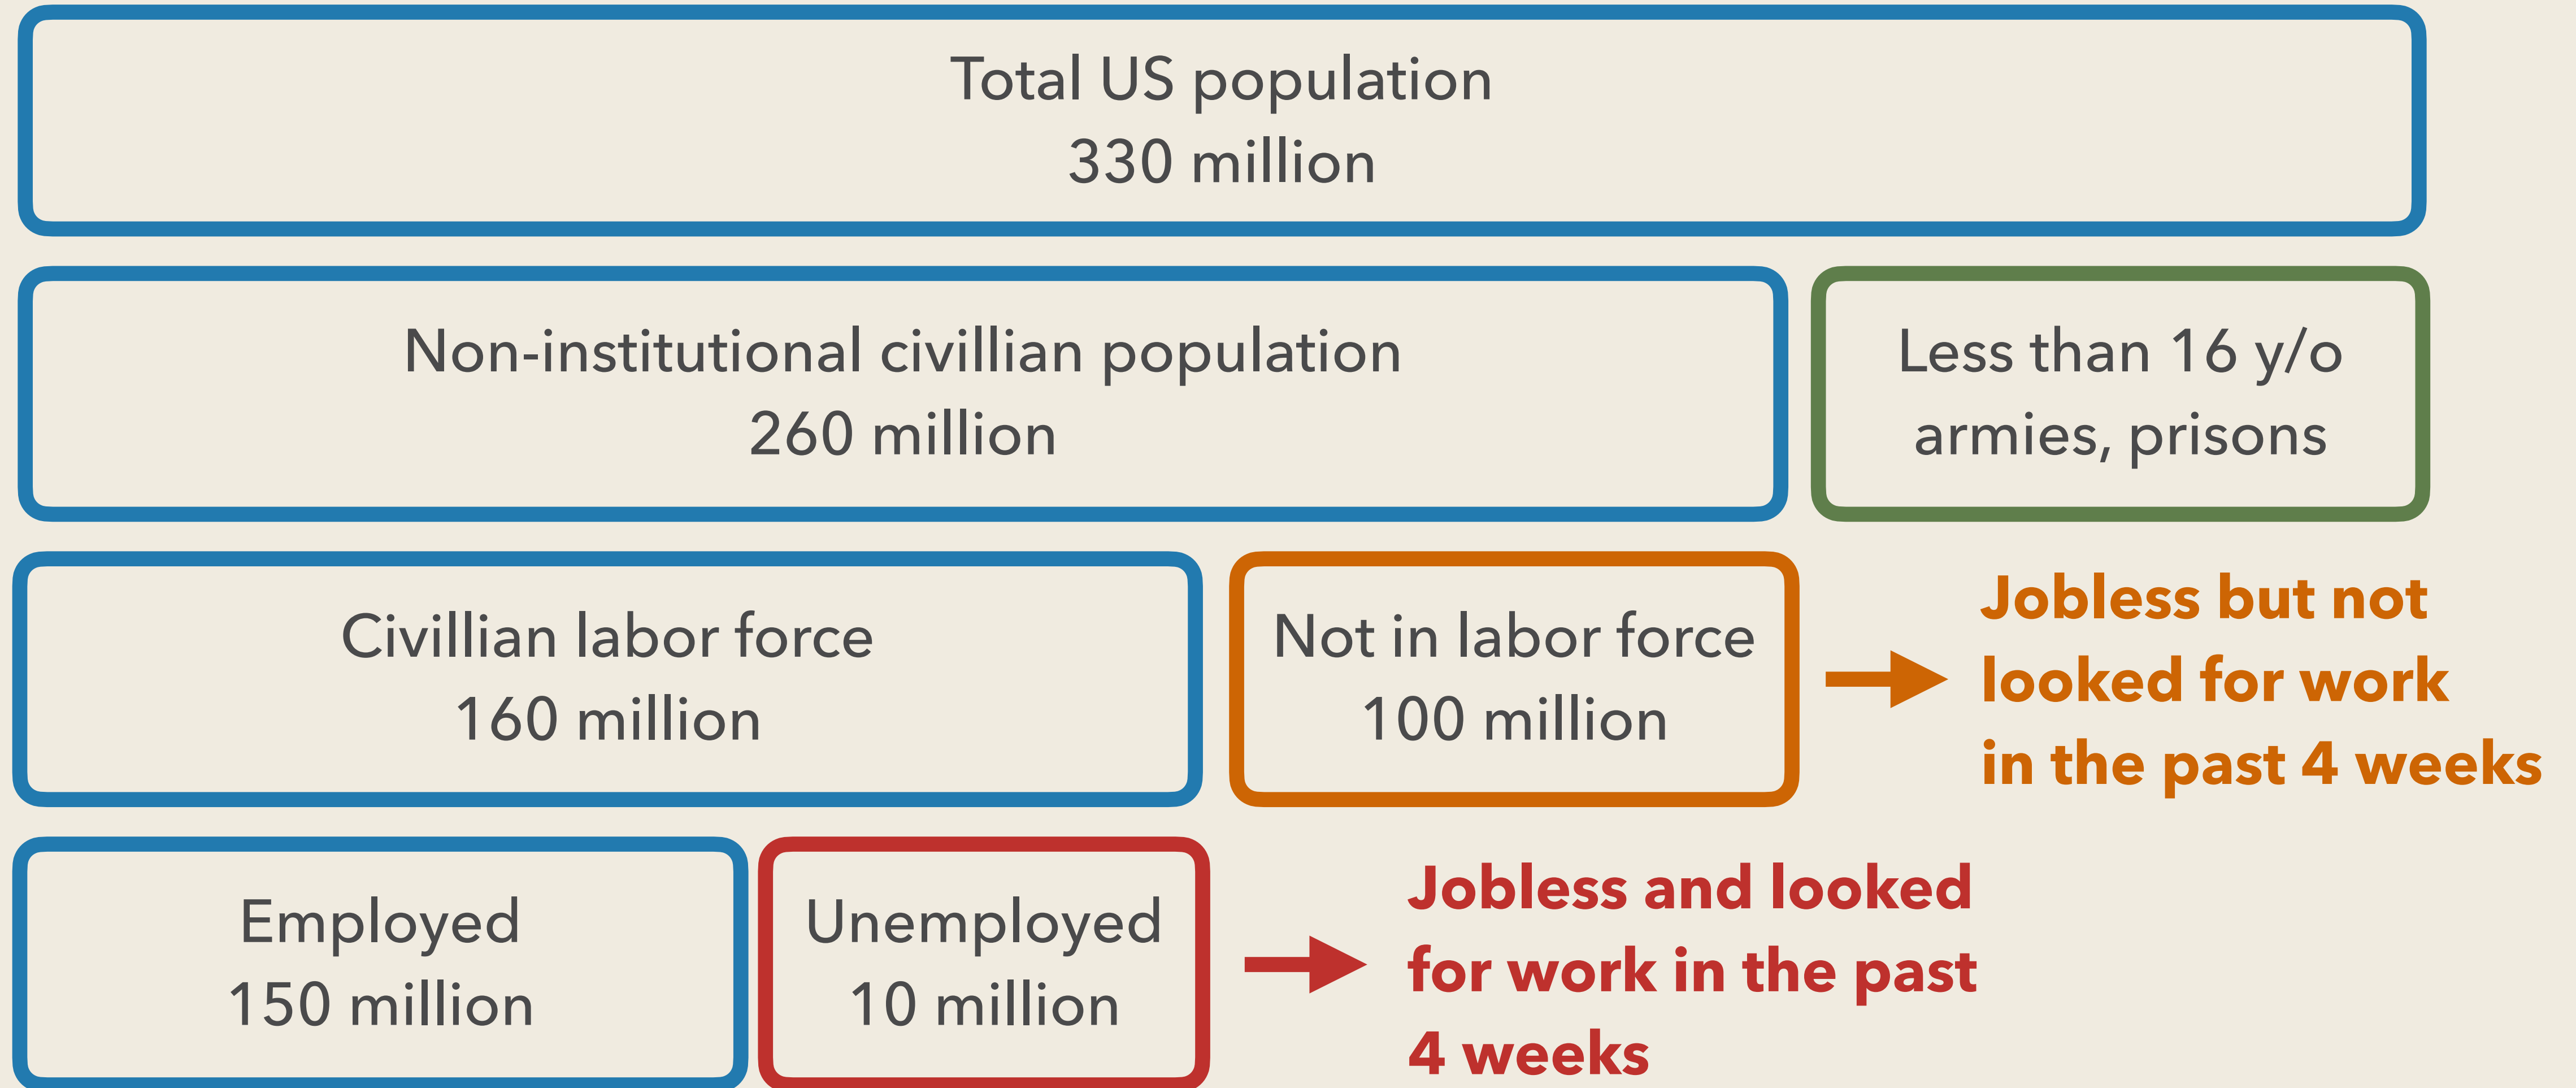 Total US population
330 million
Non-institutional civillian population
260 million
Less than 16 y/o
armies, prisons
Civillian labor force
160 million
Not in labor force
100 million
Jobless but not
looked for work
in the past 4 weeks
Employed
150 million
Unemployed
10 million
Jobless and looked
for work in the past
4 weeks